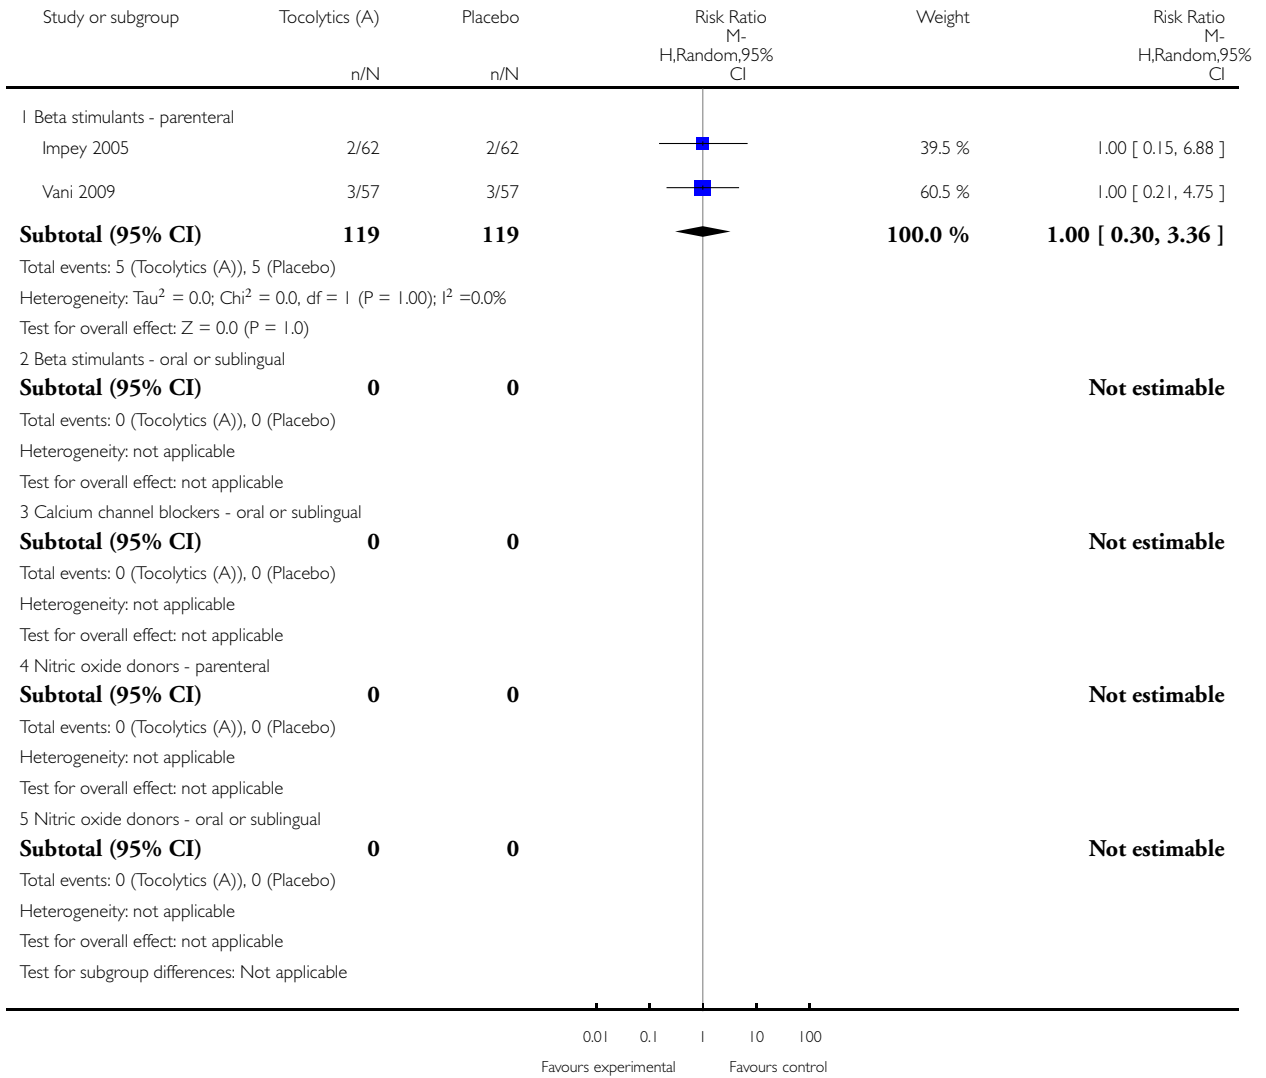 Study or subgroup Tocolytics (A) Placebo Risk Ratio Weight Risk Ratio
M- M-
H,Random,95% H,Random,95%
n/N n/N CI CI
1 Beta stimulants - parenteral
Impey 2005 2/62 2/62 39.5 % 1.00 [ 0.15, 6.88 ]
Vani 2009 3/57 3/57 60.5 % 1.00 [ 0.21, 4.75 ]
Subtotal (95% CI) 119 119 100.0 % 1.00 [ 0.30, 3.36 ]
Total events: 5 (Tocolytics (A)), 5 (Placebo)
Heterogeneity: Tau² = 0.0; Chi² = 0.0, df = 1 (P = 1.00); I² =0.0%
Test for overall effect: Z = 0.0 (P = 1.0)
2 Beta stimulants - oral or sublingual
Subtotal (95% CI) 0 0 Not estimable
Total events: 0 (Tocolytics (A)), 0 (Placebo)
Heterogeneity: not applicable
Test for overall effect: not applicable
3 Calcium channel blockers - oral or sublingual
Subtotal (95% CI) 0 0 Not estimable
Total events: 0 (Tocolytics (A)), 0 (Placebo)
Heterogeneity: not applicable
Test for overall effect: not applicable
4 Nitric oxide donors - parenteral
Subtotal (95% CI) 0 0 Not estimable
Total events: 0 (Tocolytics (A)), 0 (Placebo)
Heterogeneity: not applicable
Test for overall effect: not applicable
5 Nitric oxide donors - oral or sublingual
Subtotal (95% CI) 0 0 Not estimable
Total events: 0 (Tocolytics (A)), 0 (Placebo)
Heterogeneity: not applicable
Test for overall effect: not applicable
Test for subgroup differences: Not applicable
0.01 0.1 1 10 100
Favours experimental Favours control